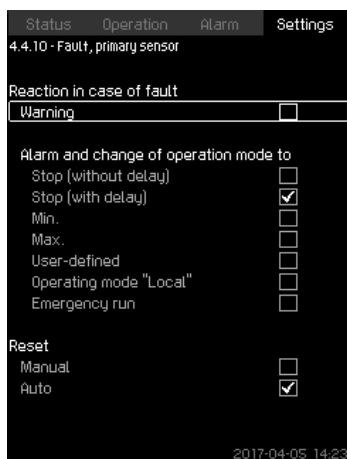 Status Operation Alarm Settings
4.4.10 - Fault, primary sensor
Reaction in case of fault
Warning
Alarm and change of operation mode to
Stop (without delay)
Stop (with delay)
Min.
Max.
User-defined
Operating mode "Local"
Emergency run
Reset
Manual
Auto
2017-04-05 14:23